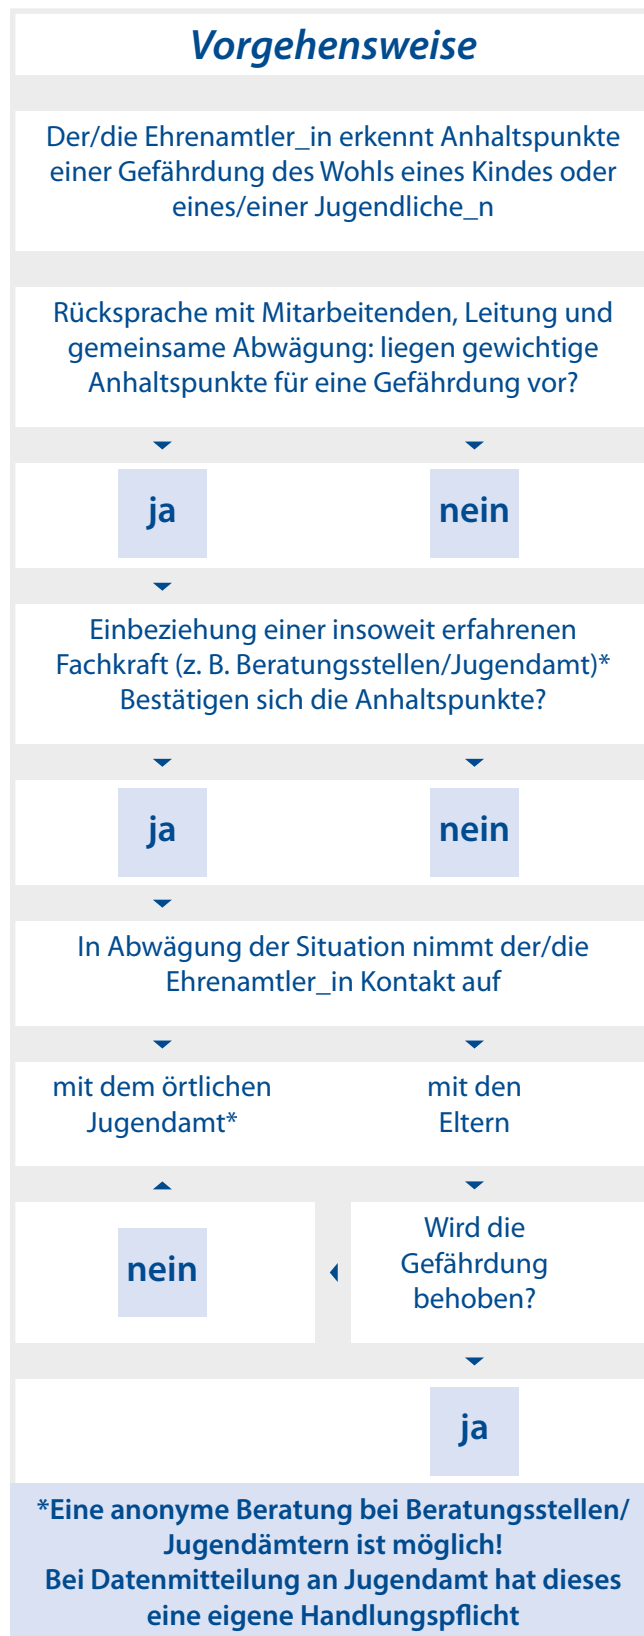 Vorgehensweise
Der/die Ehrenamtler_in erkennt Anhaltspunkte
einer Gefährdung des Wohls eines Kindes oder
eines/einer Jugendliche_n
Rücksprache mit Mitarbeitenden, Leitung und
gemeinsame Abwägung: liegen gewichtige
Anhaltspunkte für eine Gefährdung vor?
ja
nein
Einbeziehung einer insoweit erfahrenen
Fachkraft (z. B. Beratungsstellen/Jugendamt)*
Bestätigen sich die Anhaltspunkte?
ja
nein
In Abwägung der Situation nimmt der/die
Ehrenamtler_in Kontakt auf
mit dem örtlichen
Jugendamt*
mit den
Eltern
nein
Wird die
Gefährdung
behoben?
ja
*Eine anonyme Beratung bei Beratungsstellen/
Jugendämtern ist möglich!
Bei Datenmitteilung an Jugendamt hat dieses
eine eigene Handlungspflicht